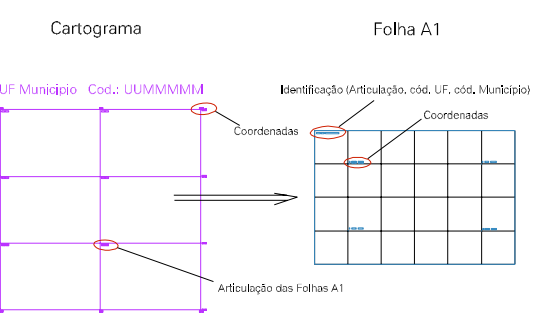 Cartograma
Folha A1
UF Município Cod.: UUMMMMM
Identificação (Articulação, cód. UF, cód. Município)
Coordenadas
Coordenadas
Articulação das Folhas A1